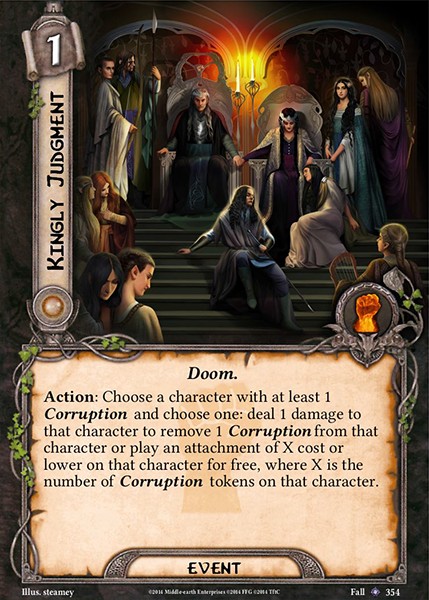 1
KINGLY JUDGMENT
Doom.
Action: Choose a character with at least 1
Corruption and choose one: deal 1 damage to
that character to remove 1 Corruption from that
character or play an attachment of X cost or
lower on that character for free, where X is the
number of Corruption tokens on that character.
EVENT
Illus. steamey
©2014 Middle-earth Enterprises ©2014 FFG ©2014 TftC
Fall 354